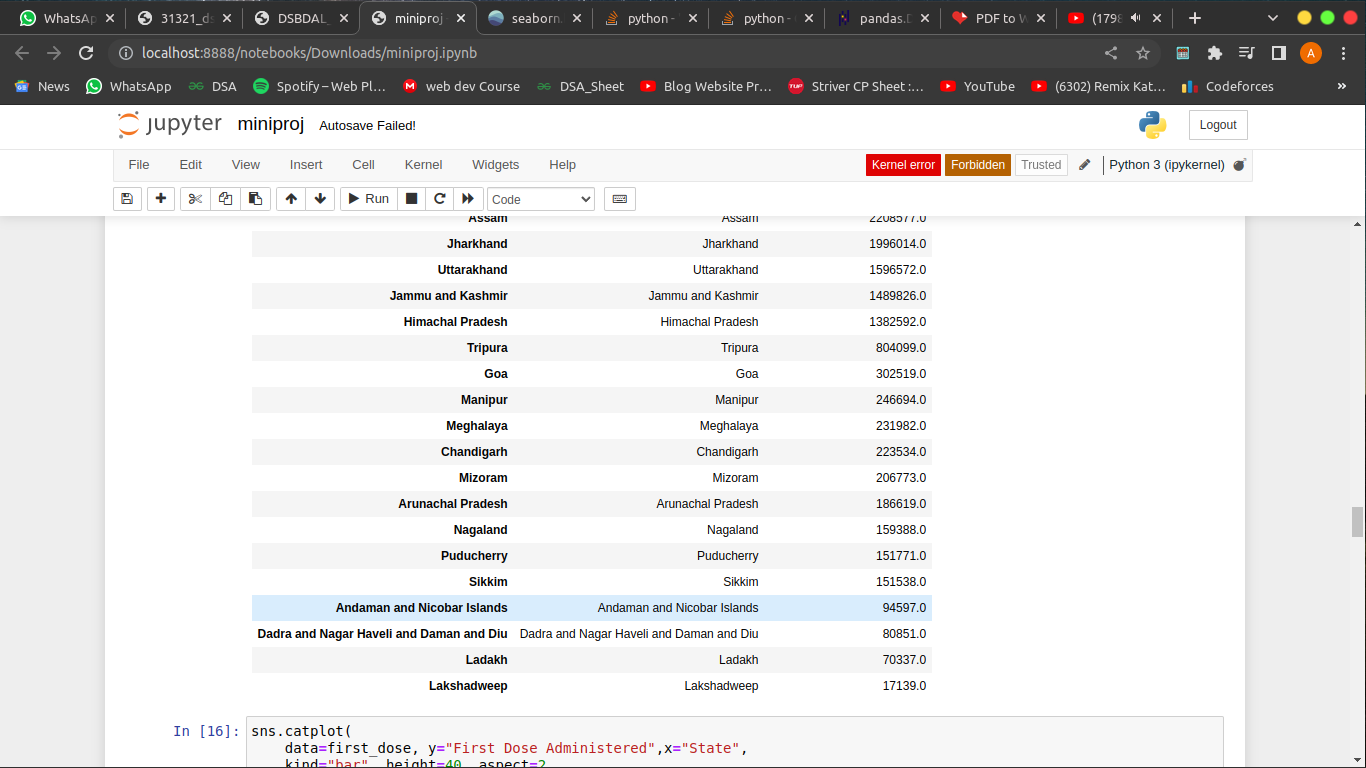 WhatsAp 31321_ds DSBDAL_ miniproj seaborn. python - python - pandas.D PDF to W (1798
localhost:8888/notebooks/Downloads/miniproj.ipynb A
News WhatsApp DSA Spotify – Web Pl... web dev Course DSA_Sheet Blog Website Pr... Striver CP Sheet :... YouTube (6302) Remix Kat... Codeforces »
jupyter miniproj Autosave Failed! Logout
File Edit View Insert Cell Kernel Widgets Help Kernel error Forbidden Trusted Python 3 (ipykernel)
Run Code
Assam Assam 2208577.0
Jharkhand Jharkhand 1996014.0
Uttarakhand Uttarakhand 1596572.0
Jammu and Kashmir Jammu and Kashmir 1489826.0
Himachal Pradesh Himachal Pradesh 1382592.0
Tripura Tripura 804099.0
Goa Goa 302519.0
Manipur Manipur 246694.0
Meghalaya Meghalaya 231982.0
Chandigarh Chandigarh 223534.0
Mizoram Mizoram 206773.0
Arunachal Pradesh Arunachal Pradesh 186619.0
Nagaland Nagaland 159388.0
Puducherry Puducherry 151771.0
Sikkim Sikkim 151538.0
Andaman and Nicobar Islands Andaman and Nicobar Islands 94597.0
Dadra and Nagar Haveli and Daman and Diu Dadra and Nagar Haveli and Daman and Diu 80851.0
Ladakh Ladakh 70337.0
Lakshadweep Lakshadweep 17139.0
In [16]: sns.catplot(
data=first_dose, y="First Dose Administered",x="State",
kind="bar", height=40, aspect=2